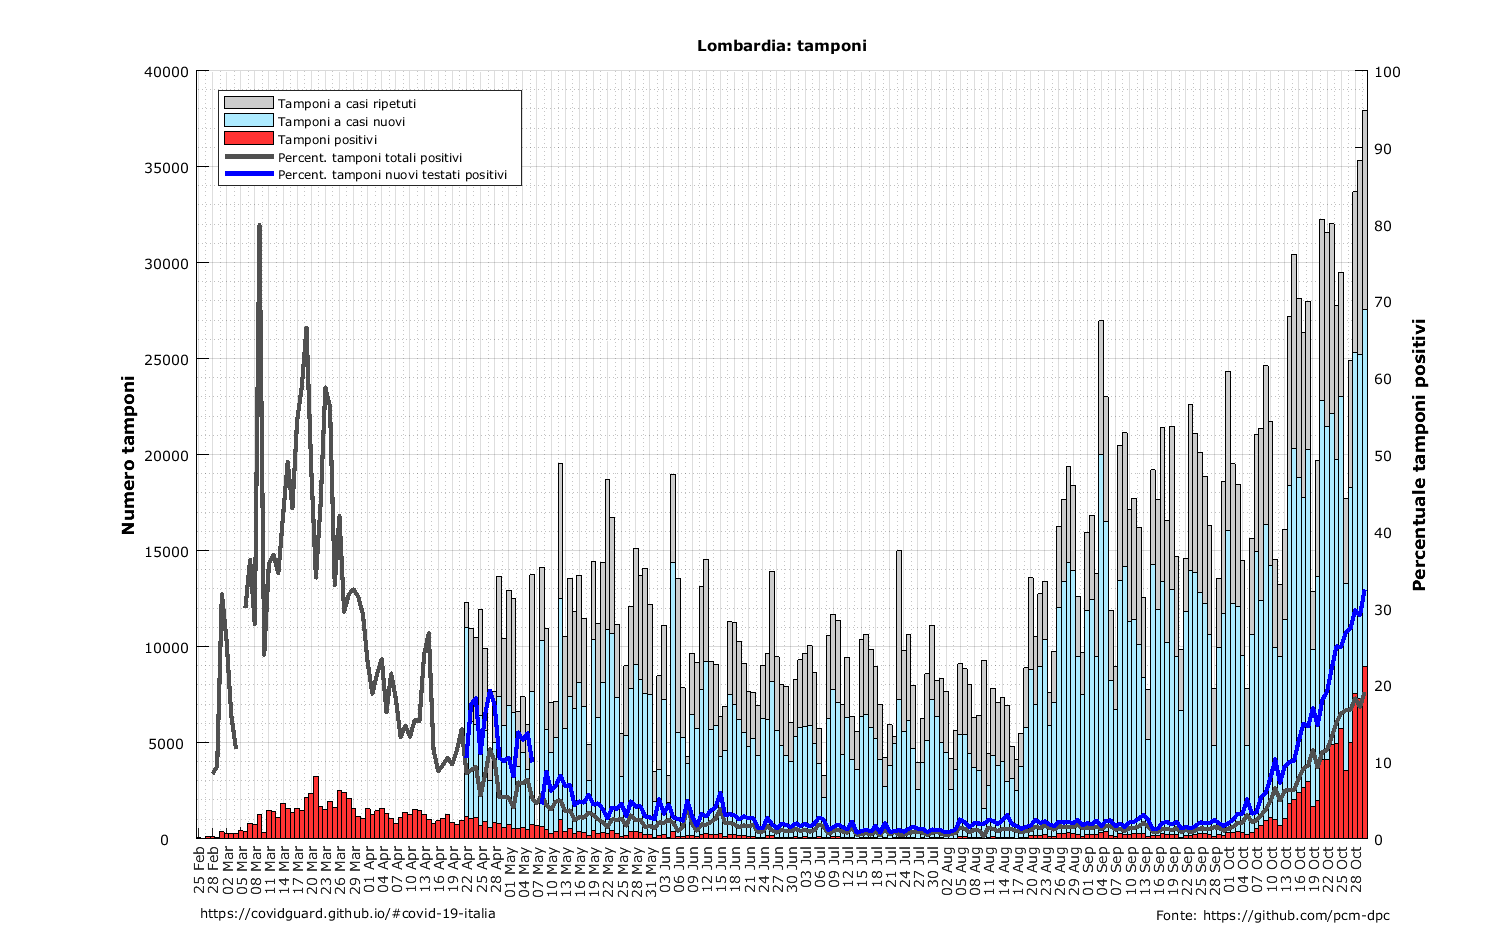 Lombardia: tamponi
40000
35000
30000
25000
20000
15000
10000
5000
0
100
90
80
70
60
50
40
30
20
10
0
Tamponi a casi ripetuti
Tamponi a casi nuovi
Tamponi positivi
Percent. tamponi totali positivi
Percent. tamponi nuovi testati positivi
Numero tamponi
Percentuale tamponi positivi
25 Feb
28 Feb
02 Mar
05 Mar
08 Mar
11 Mar
14 Mar
17 Mar
20 Mar
23 Mar
26 Mar
29 Mar
01 Apr
04 Apr
07 Apr
10 Apr
13 Apr
16 Apr
19 Apr
22 Apr
25 Apr
28 Apr
01 May
04 May
07 May
10 May
13 May
16 May
19 May
22 May
25 May
28 May
31 May
03 Jun
06 Jun
09 Jun
12 Jun
15 Jun
18 Jun
21 Jun
24 Jun
27 Jun
30 Jun
03 Jul
06 Jul
09 Jul
12 Jul
15 Jul
18 Jul
21 Jul
24 Jul
27 Jul
30 Jul
02 Aug
05 Aug
08 Aug
11 Aug
14 Aug
17 Aug
20 Aug
23 Aug
26 Aug
29 Aug
01 Sep
04 Sep
07 Sep
10 Sep
13 Sep
16 Sep
19 Sep
22 Sep
25 Sep
28 Sep
01 Oct
04 Oct
07 Oct
10 Oct
13 Oct
16 Oct
19 Oct
22 Oct
25 Oct
28 Oct
https://covidguard.github.io/#covid-19-italia
Fonte: https://github.com/pcm-dpc